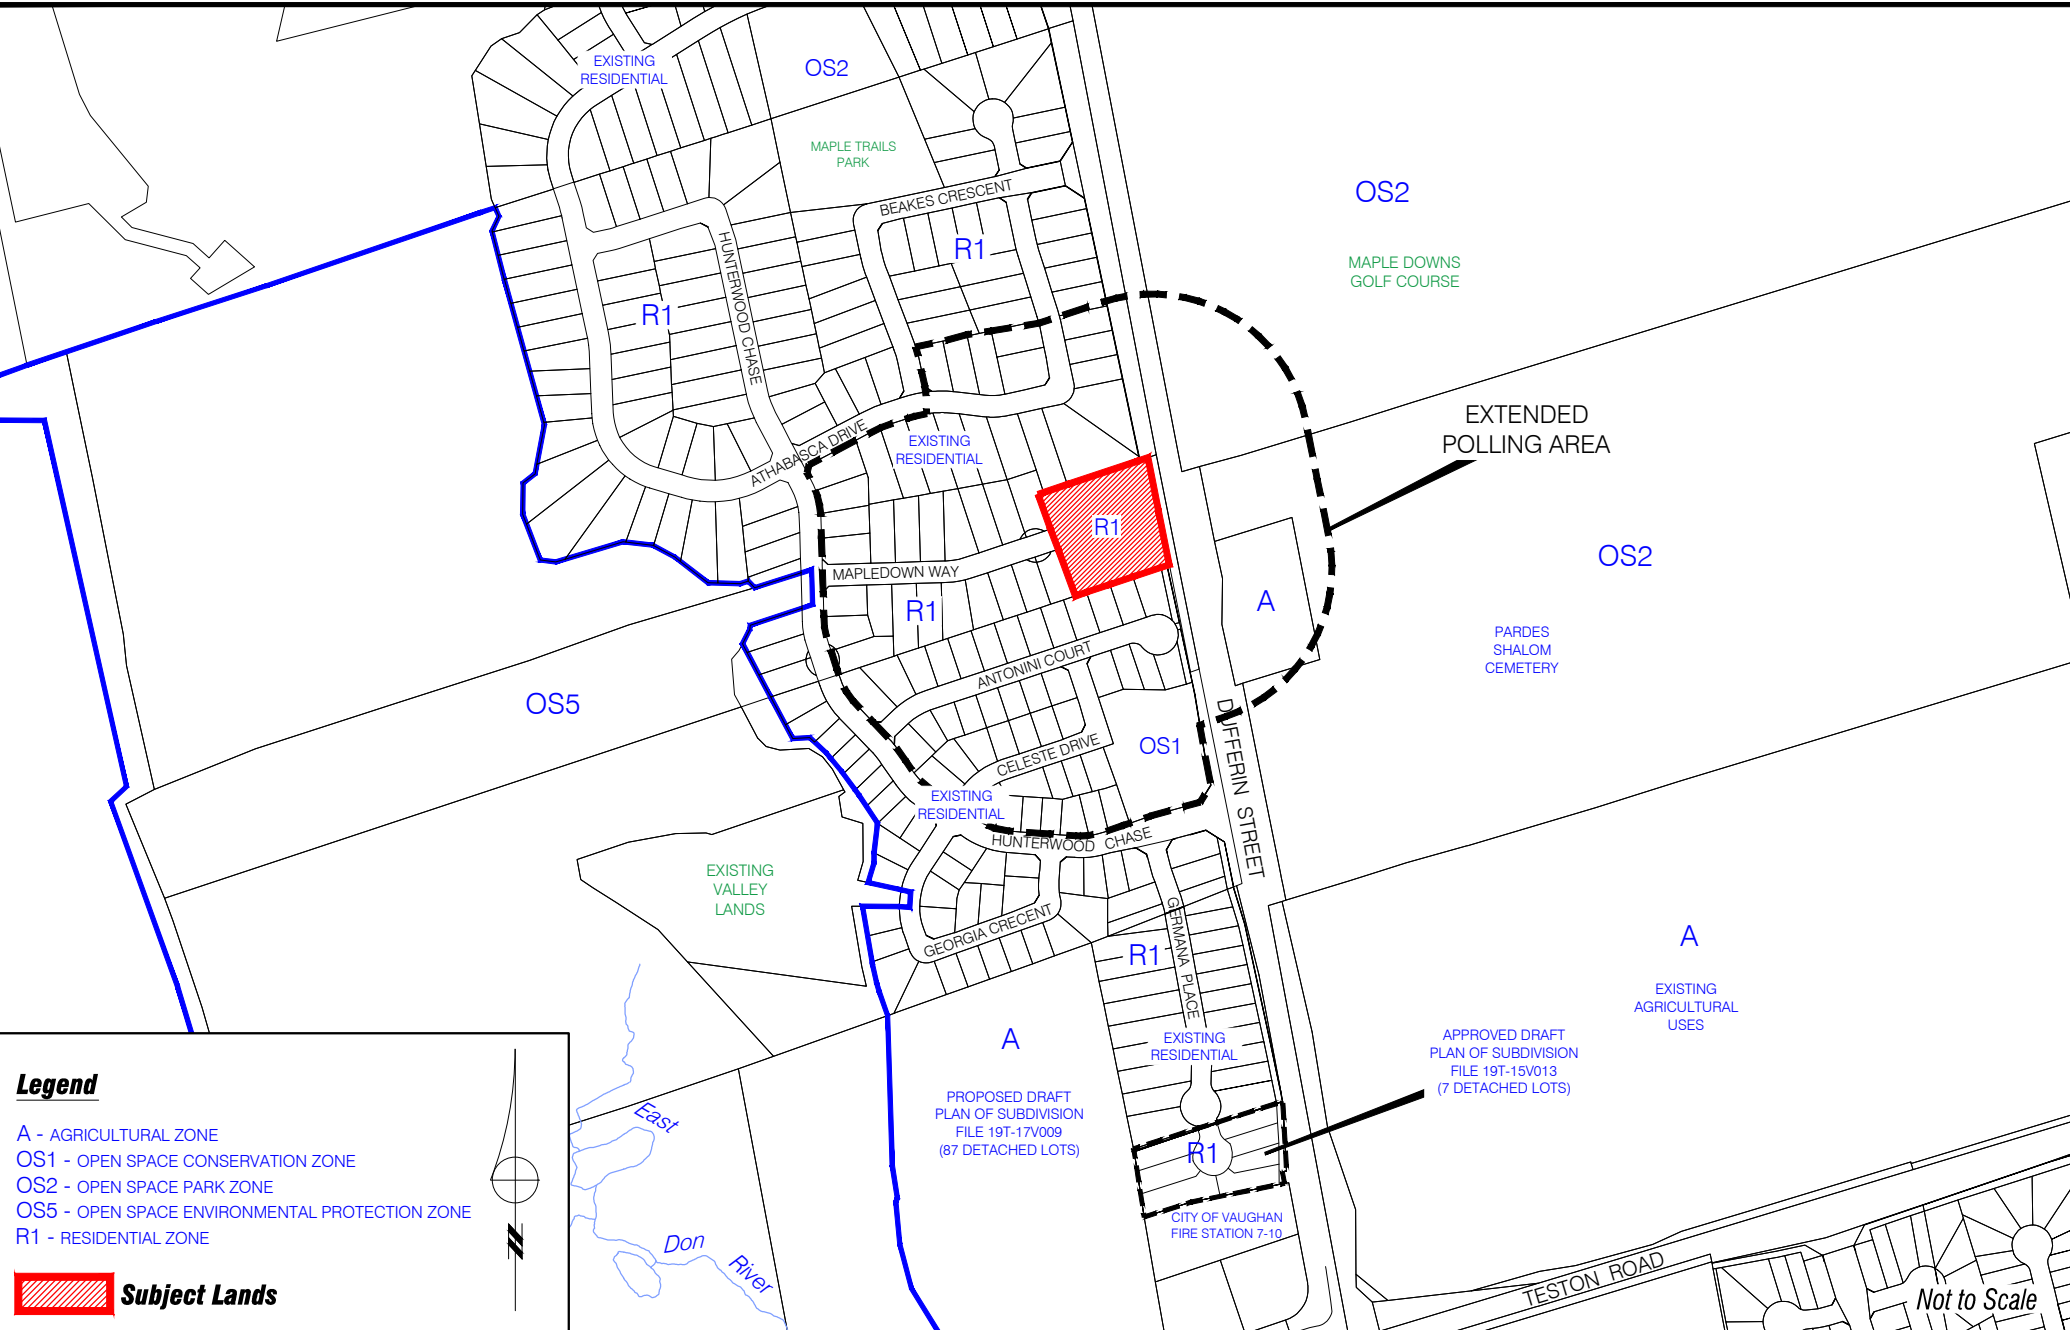 EXISTING
RESIDENTIAL
OS2
MAPLE TRAILS
PARK
BEAKES CRESCENT
R1
OS2
MAPLE DOWNS
GOLF COURSE
HUNTERWOOD CHASE
R1
EXTENDED
POLLING AREA
ATHABASCA DRIVE
EXISTING
RESIDENTIAL
R1
OS2
MAPLEDOWN WAY
R1
A
PARDES
SHALOM
CEMETERY
ANTONINI COURT
OS5
DUFFERIN STREET
CELESTE DRIVE
OS1
EXISTING
RESIDENTIAL
HUNTERWOOD CHASE
EXISTING
VALLEY
LANDS
GEORGIA CRECENT
GERMANA PLACE
R1
A
EXISTING
AGRICULTURAL
USES
A
EXISTING
RESIDENTIAL
APPROVED DRAFT
PLAN OF SUBDIVISION
FILE 19T-15V013
(7 DETACHED LOTS)
PROPOSED DRAFT
PLAN OF SUBDIVISION
FILE 19T-17V009
(87 DETACHED LOTS)
R1
CITY OF VAUGHAN
FIRE STATION 7-10
East
Don
River
TESTON ROAD
Not to Scale
Legend
A - AGRICULTURAL ZONE
OS1 - OPEN SPACE CONSERVATION ZONE
OS2 - OPEN SPACE PARK ZONE
OS5 - OPEN SPACE ENVIRONMENTAL PROTECTION ZONE
R1 - RESIDENTIAL ZONE
Subject Lands
N